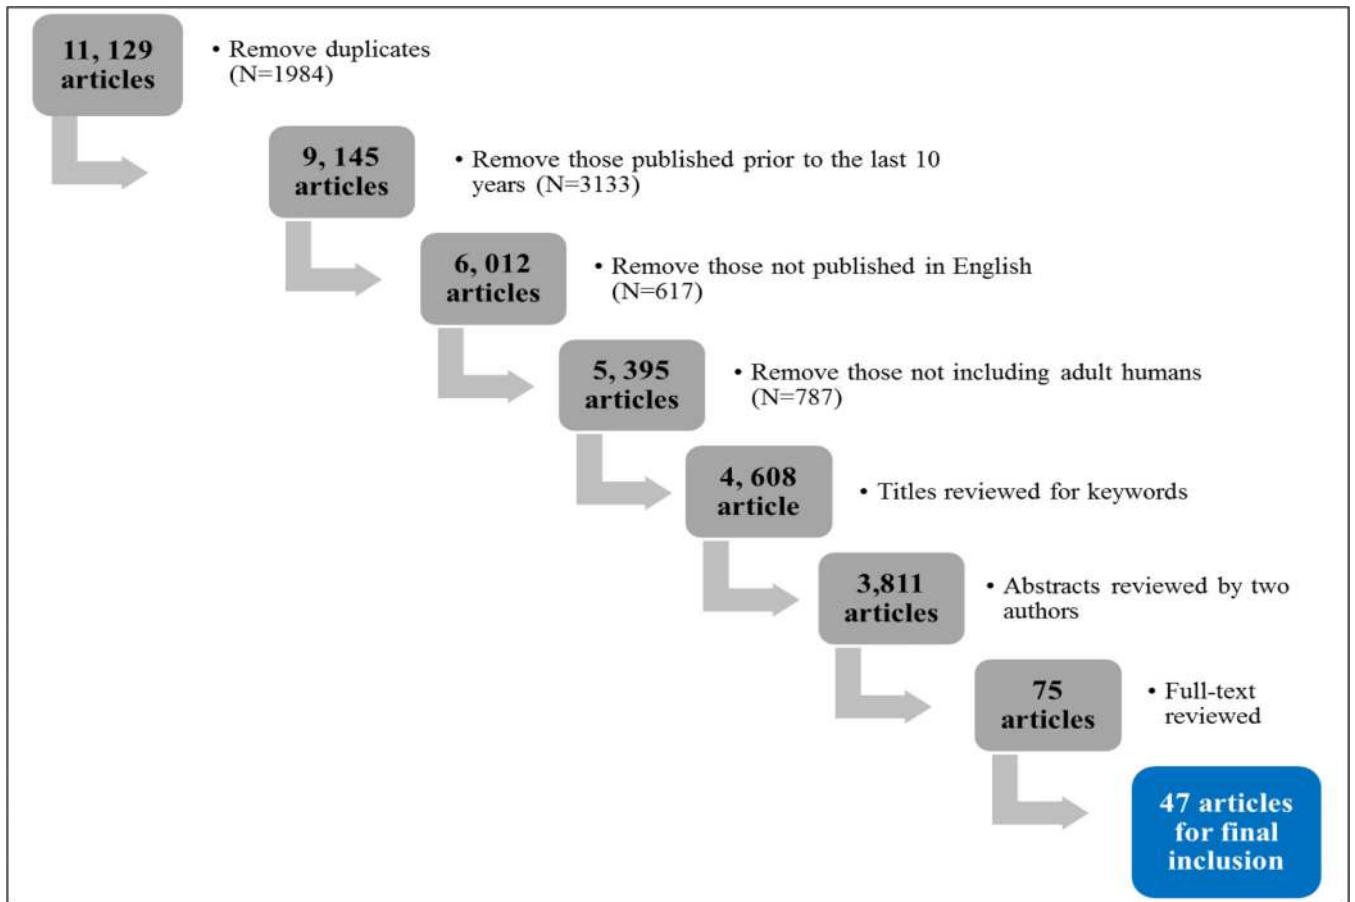 11, 129
articles
• Remove duplicates
(N=1984)
9, 145
articles
• Remove those published prior to the last 10
years (N=3133)
6, 012
articles
• Remove those not published in English
(N=617)
5, 395
articles
• Remove those not including adult humans
(N=787)
4, 608
article
• Titles reviewed for keywords
3,811
articles
• Abstracts reviewed by two
authors
75
articles
• Full-text
reviewed
47 articles
for final
inclusion